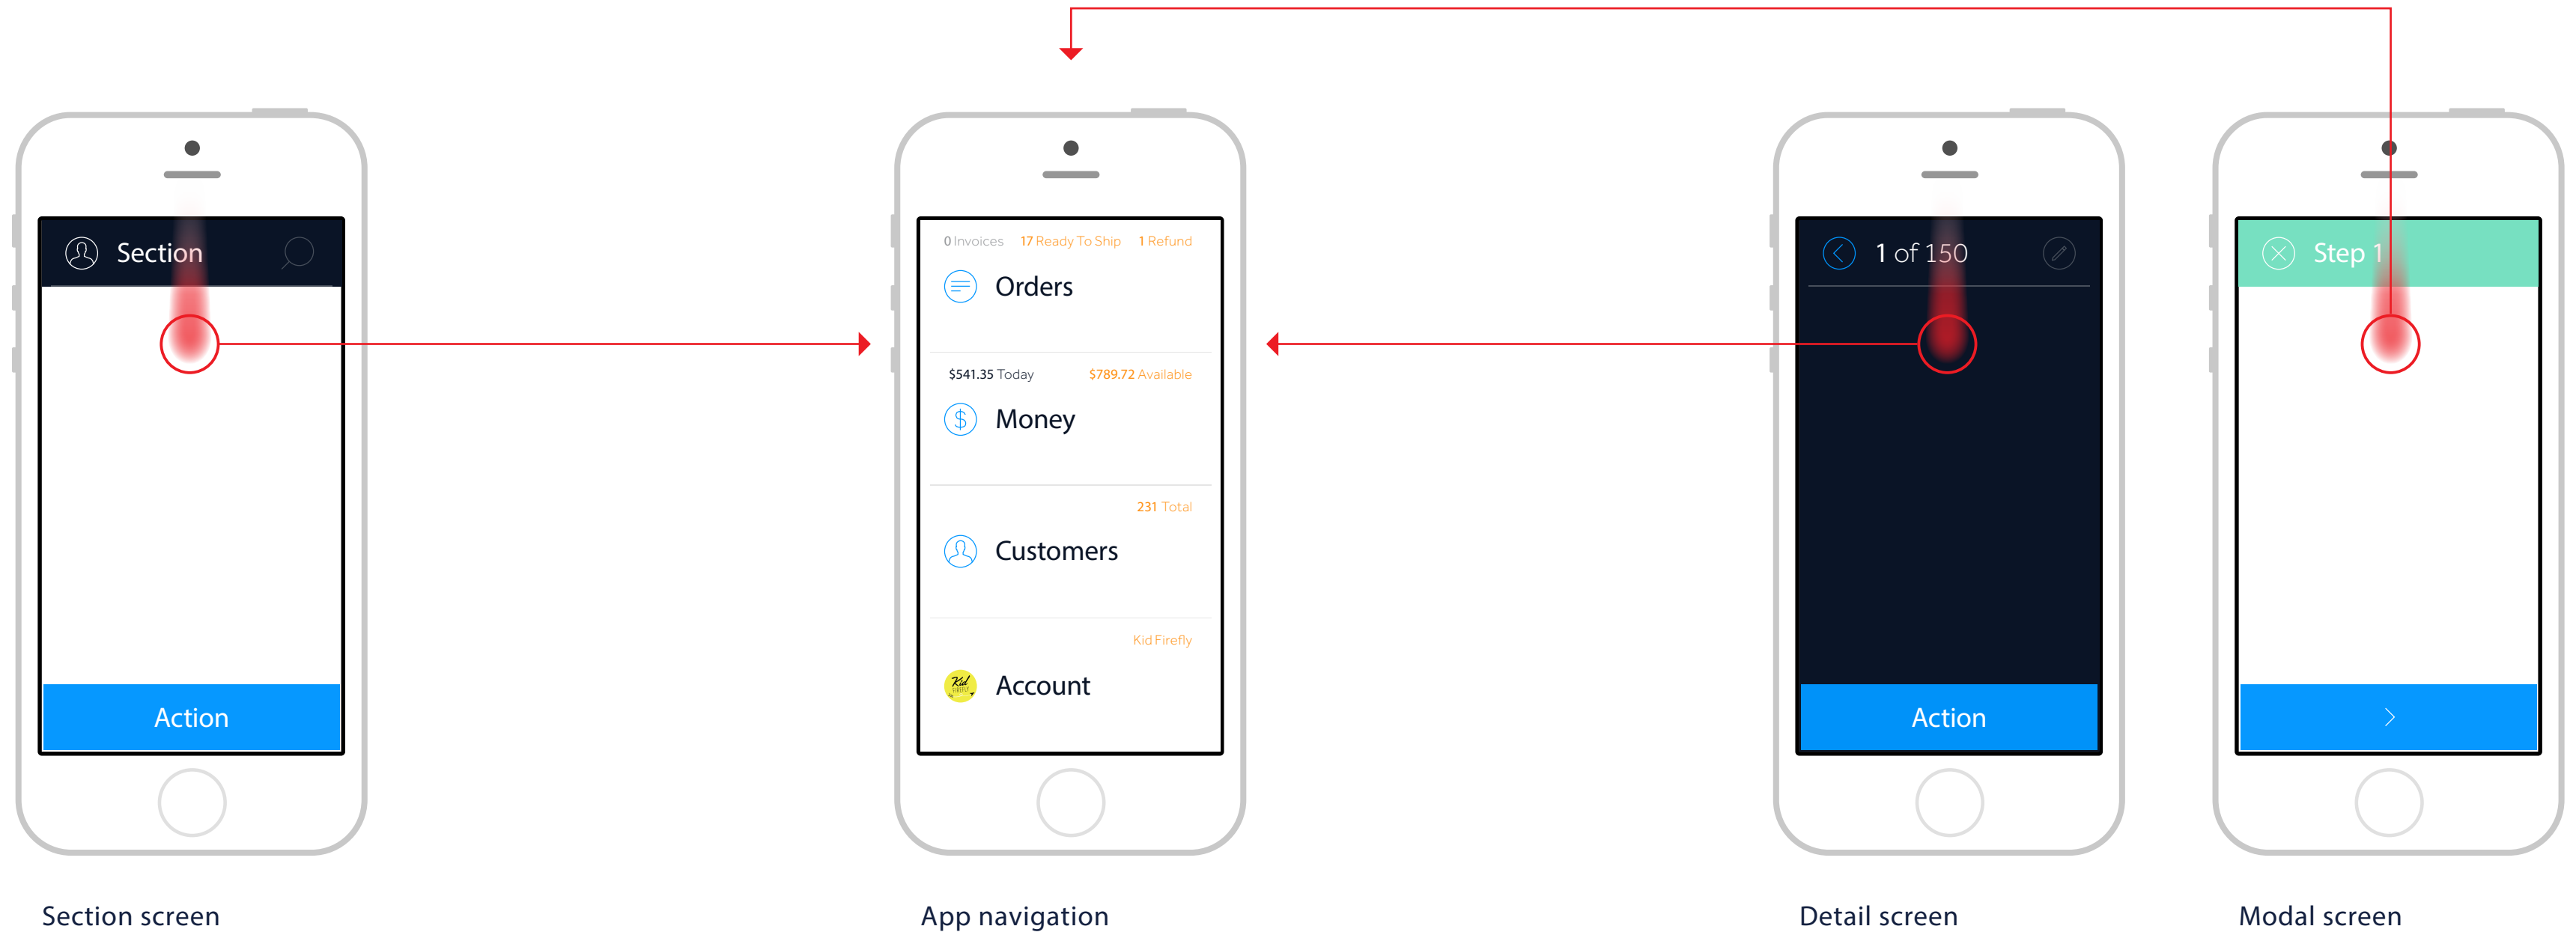 Section
Action
Section screen
0 Invoices 17 Ready To Ship 1 Refund
Orders
$541.35 Today $789.72 Available
Money
231 Total
Customers
Kid Firefly
Kid
FIREFLY
Account
App navigation
1 of 150
Action
Detail screen
Step 1
Modal screen